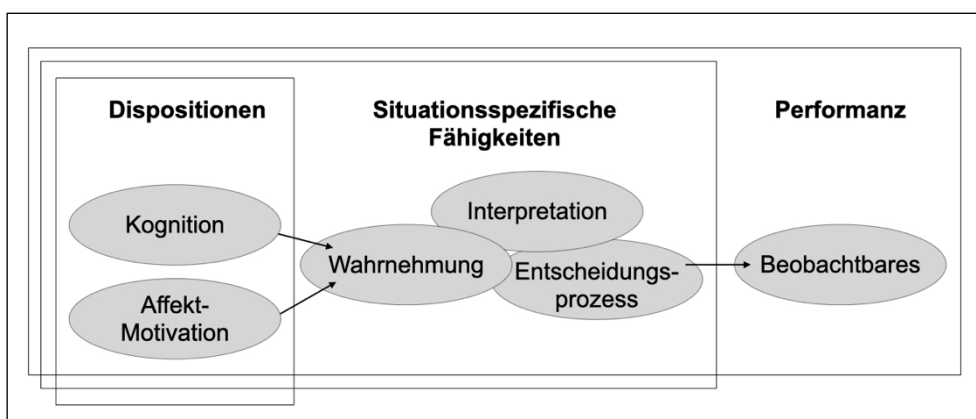 Dispositionen
Situationsspezifische
Fähigkeiten
Performanz
Kognition
Affekt-
Motivation
Wahrnehmung
Interpretation
Entscheidungs-
prozess
Beobachtbares